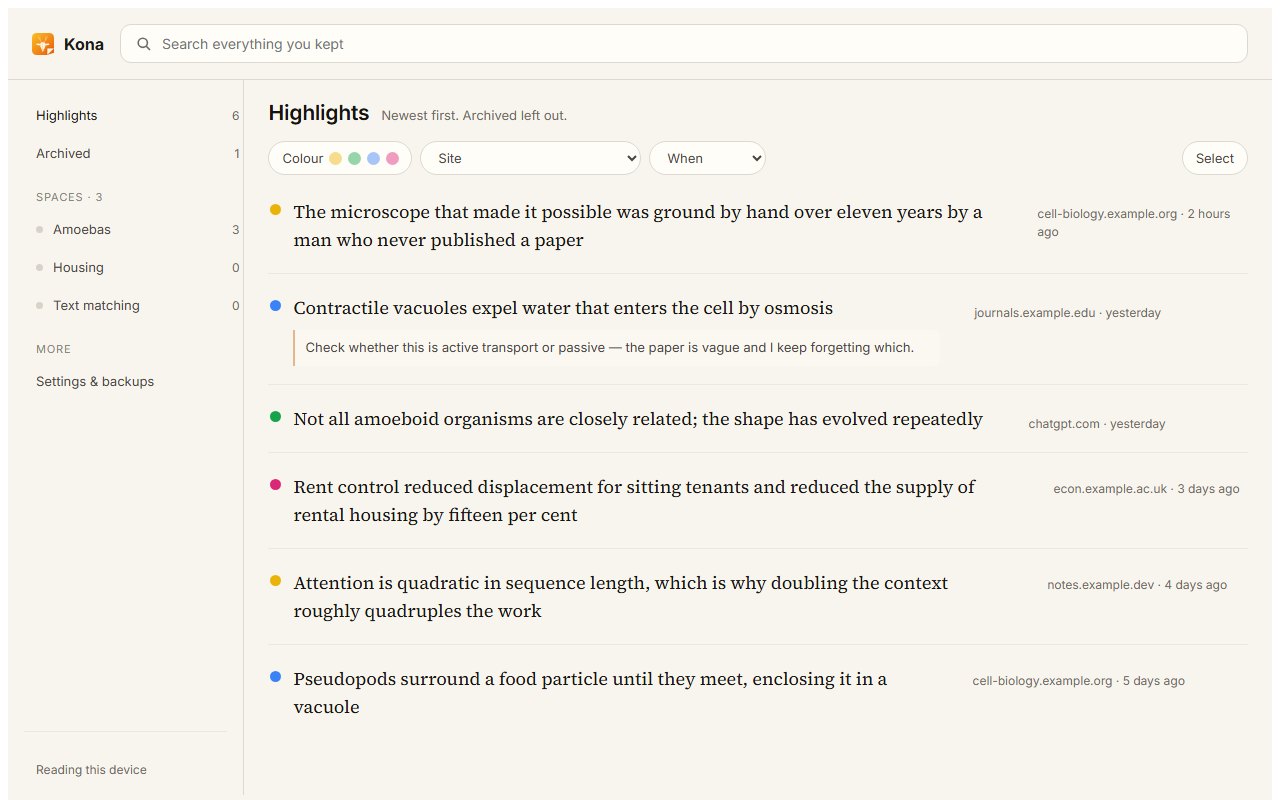 Kona
Search everything you kept
Highlights 6
Archived 1
SPACES · 3
Amoebas 3
Housing 0
Text matching 0
MORE
Settings & backups
Reading this device
Highlights Newest first. Archived left out.
Colour Site When Select
The microscope that made it possible was ground by hand over eleven years by a
man who never published a paper
cell-biology.example.org · 2 hours
ago
Contractile vacuoles expel water that enters the cell by osmosis
journals.example.edu · yesterday
Check whether this is active transport or passive — the paper is vague and I keep forgetting which.
Not all amoeboid organisms are closely related; the shape has evolved repeatedly
chatgpt.com · yesterday
Rent control reduced displacement for sitting tenants and reduced the supply of
rental housing by fifteen per cent
econ.example.ac.uk · 3 days ago
Attention is quadratic in sequence length, which is why doubling the context
roughly quadruples the work
notes.example.dev · 4 days ago
Pseudopods surround a food particle until they meet, enclosing it in a
vacuole
cell-biology.example.org · 5 days ago